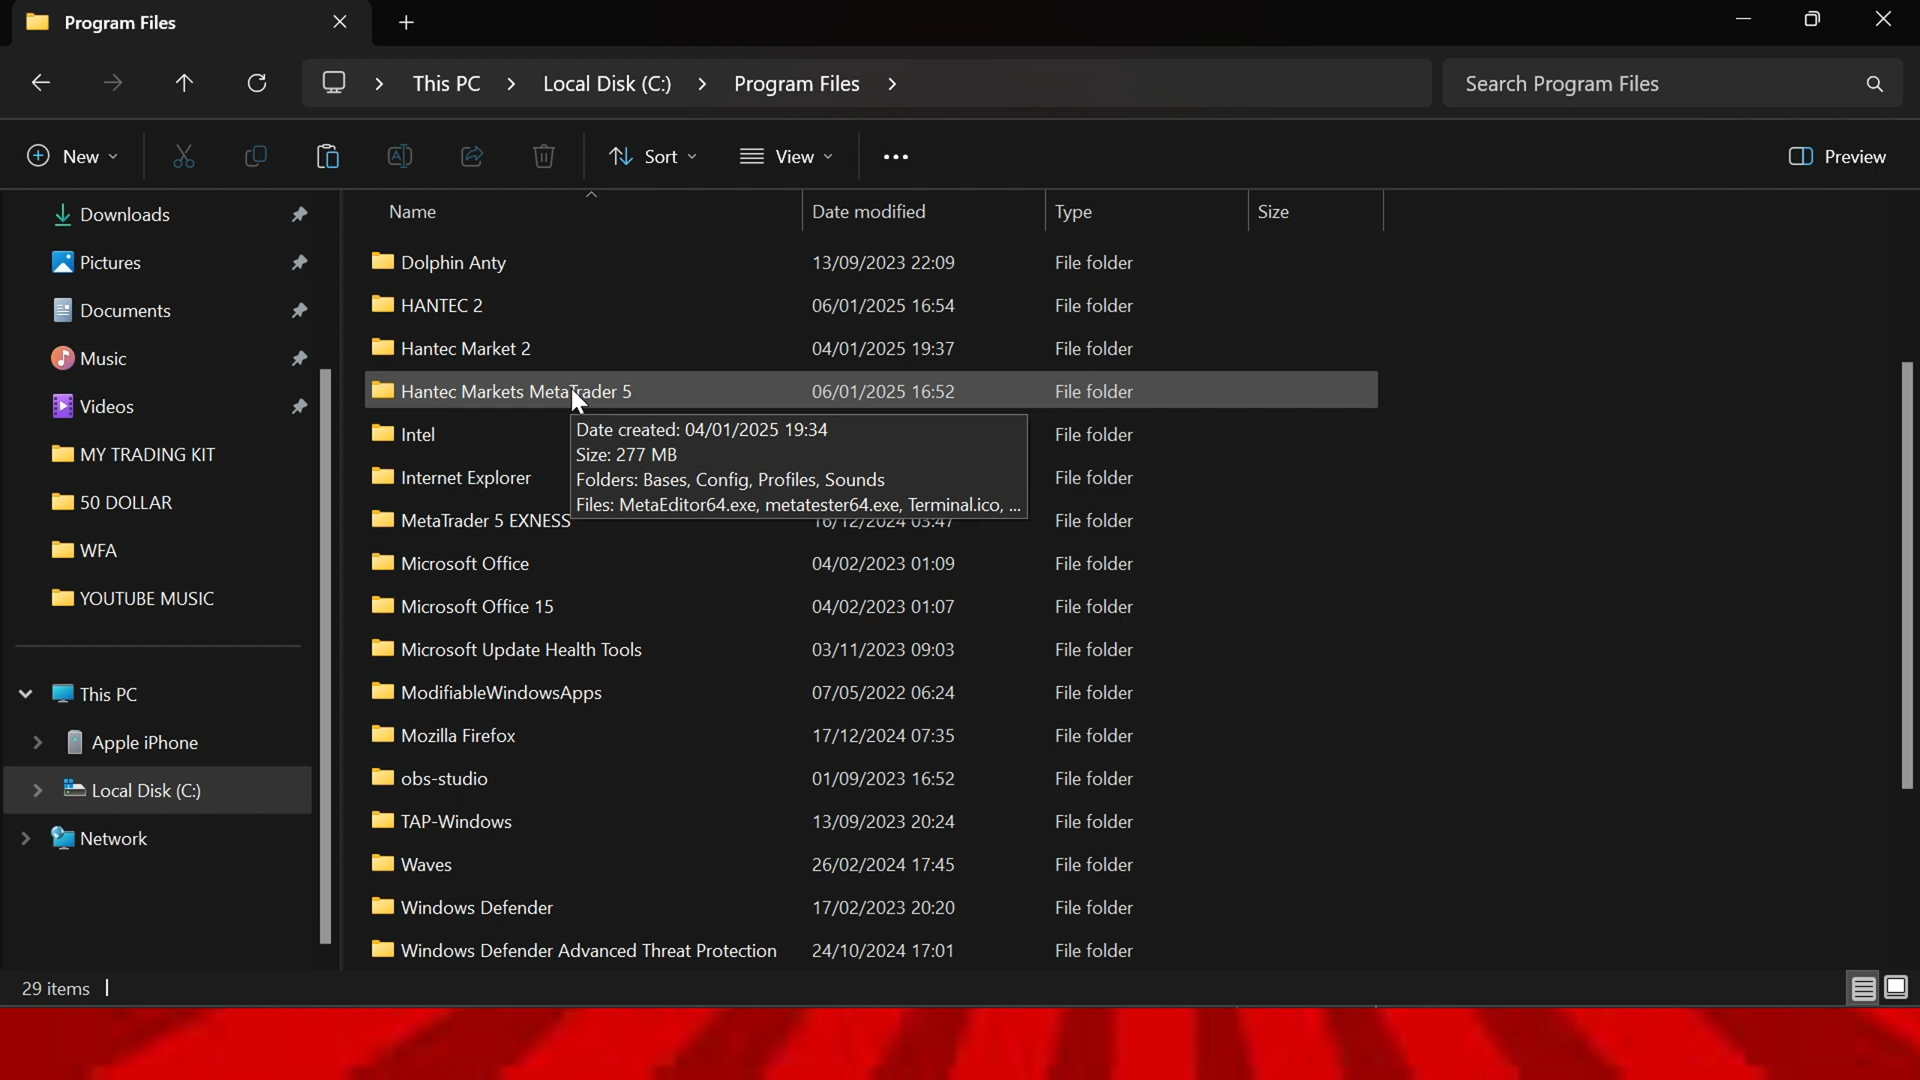 Program Files
This PC > Local Disk (C:) > Program Files >
Search Program Files
New
Sort
View
Preview
Downloads
Pictures
Documents
Music
Videos
MY TRADING KIT
50 DOLLAR
WFA
YOUTUBE MUSIC
This PC
Apple iPhone
Local Disk (C:)
Network
Name Date modified Type Size
Dolphin Anty 13/09/2023 22:09 File folder
HANTEC 2 06/01/2025 16:54 File folder
Hantec Market 2 04/01/2025 19:37 File folder
Hantec Markets MetaTrader 5 06/01/2025 16:52 File folder
Intel File folder
Internet Explorer File folder
MetaTrader 5 EXNESS 16/12/2024 03:47 File folder
Date created: 04/01/2025 19:34
Size: 277 MB
Folders: Bases, Config, Profiles, Sounds
Files: MetaEditor64.exe, metatester64.exe, Terminal.ico, ...
Microsoft Office 04/02/2023 01:09 File folder
Microsoft Office 15 04/02/2023 01:07 File folder
Microsoft Update Health Tools 03/11/2023 09:03 File folder
ModifiableWindowsApps 07/05/2022 06:24 File folder
Mozilla Firefox 17/12/2024 07:35 File folder
obs-studio 01/09/2023 16:52 File folder
TAP-Windows 13/09/2023 20:24 File folder
Waves 26/02/2024 17:45 File folder
Windows Defender 17/02/2023 20:20 File folder
Windows Defender Advanced Threat Protection 24/10/2024 17:01 File folder
29 items